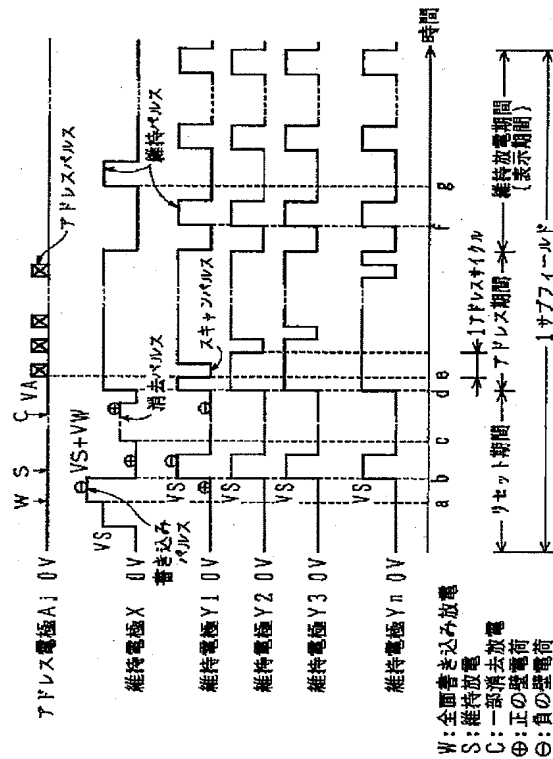 W S C VA
アドレスパルス
アドレス電極Aj 0V
VS
VS+VW
維持パルス
維持電極X 0V
書き込み
パルス
消去パルス
VS
維持電極Y1 0V
スキャンパルス
VS
維持電極Y2 0V
VS
維持電極Y3 0V
VS
維持電極Yn 0V
a b c d e f g
時間
1アドレスサイクル
リセット期間
アドレス期間
維持放電期間
(表示期間)
1サブフィールド
W:全面書き込み放電
S:維持放電
C:一部消去放電
⊕:正の壁電荷
⊖:負の壁電荷